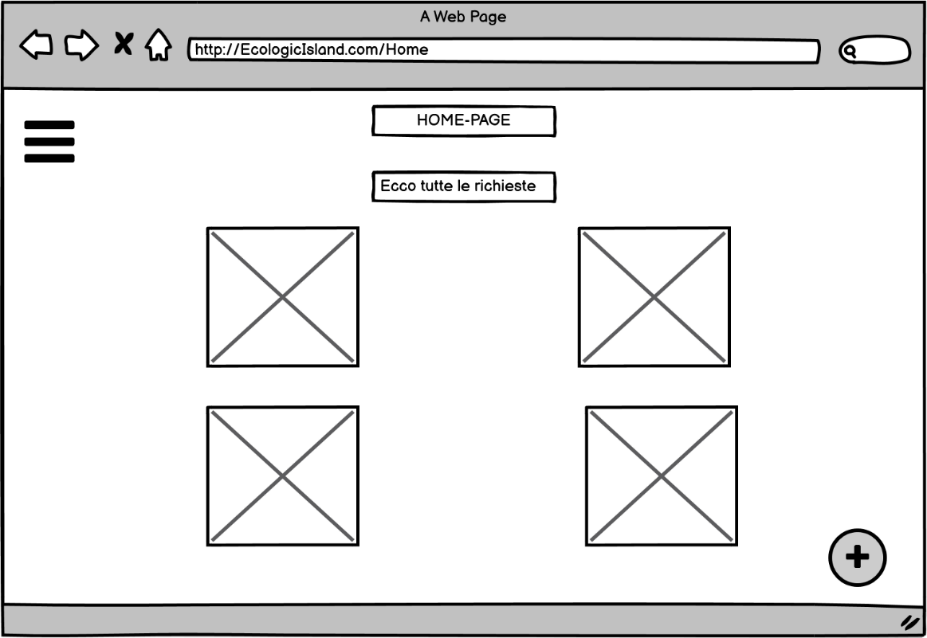 A Web Page
http://EcologicIsland.com/Home
HOME-PAGE
Ecco tutte le richieste